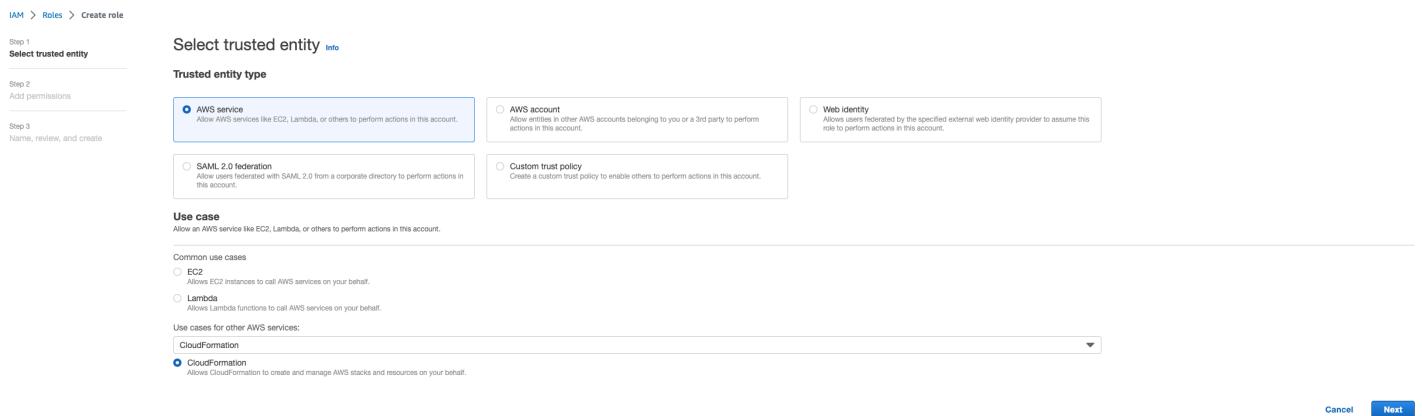 IAM > Roles > Create role
Step 1
Select trusted entity
Step 2
Add permissions
Step 3
Name, review, and create
Select trusted entity Info
Trusted entity type
AWS service
Allow AWS services like EC2, Lambda, or others to perform actions in this account.
AWS account
Allow entities in other AWS accounts belonging to you or a 3rd party to perform
actions in this account.
Web identity
Allows users federated by the specified external web identity provider to assume this
role to perform actions in this account.
SAML 2.0 federation
Allow users federated with SAML 2.0 from a corporate directory to perform actions in
this account.
Custom trust policy
Create a custom trust policy to enable others to perform actions in this account.
Use case
Allow an AWS service like EC2, Lambda, or others to perform actions in this account.
Common use cases
EC2
Allows EC2 instances to call AWS services on your behalf.
Lambda
Allows Lambda functions to call AWS services on your behalf.
Use cases for other AWS services:
CloudFormation
CloudFormation
Allows CloudFormation to create and manage AWS stacks and resources on your behalf.
Cancel
Next